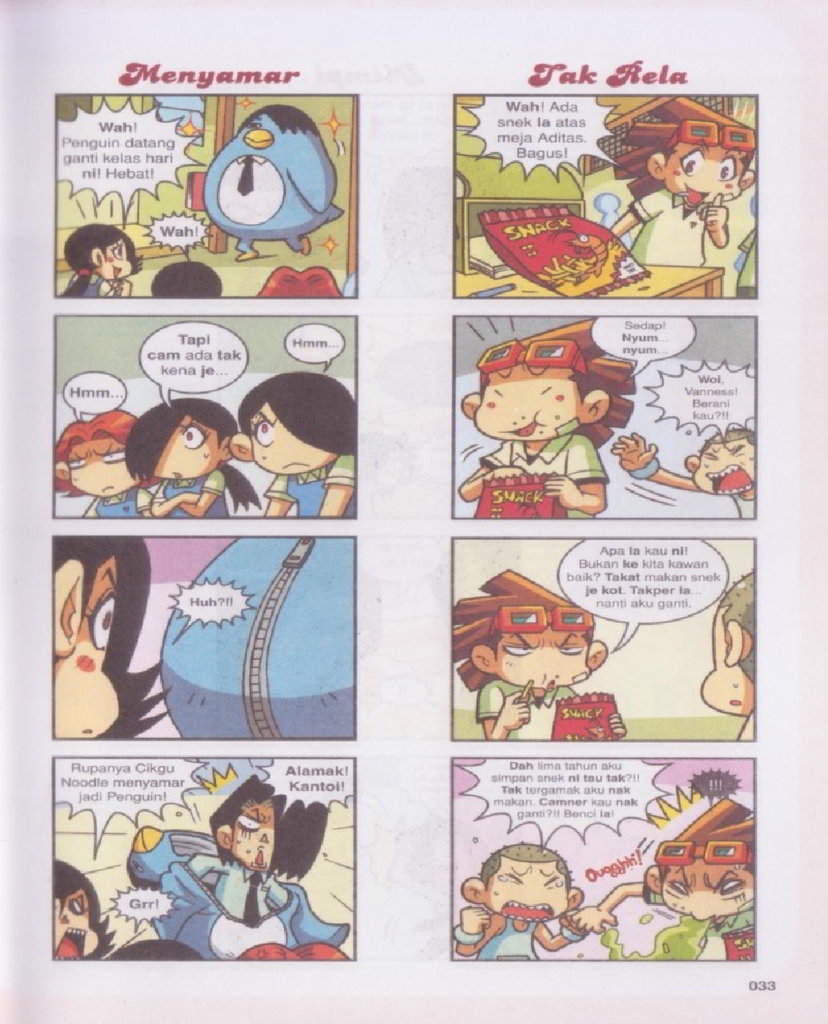 Menyamar
Wah!
Penguin datang
ganti kelas hari
ni! Hebat!
Wah!
Tapi
cam ada tak
kena je...
Hmm...
Hmm...
Huh?!!
Rupanya Cikgu
Noodle menyamar
jadi Penguin!
Alamak!
Kantoi!
Grr!
Tak Rela
Wah! Ada
snek la atas
meja Aditas.
Bagus!
SNACK
Sedap!
Nyum...
nyum...
Woi,
Vanness!
Berani
kau?!!
SNACK
Apa la kau ni!
Bukan ke kita kawan
baik? Takat makan snek
je kot. Takper la...
nanti aku ganti.
SNACK
Dah lima tahun aku
simpan snek ni tau tak?!!
Tak tergamak aku nak
makan. Camner kau nak
ganti?!! Benci la!
!!!
Ouogghh!
033